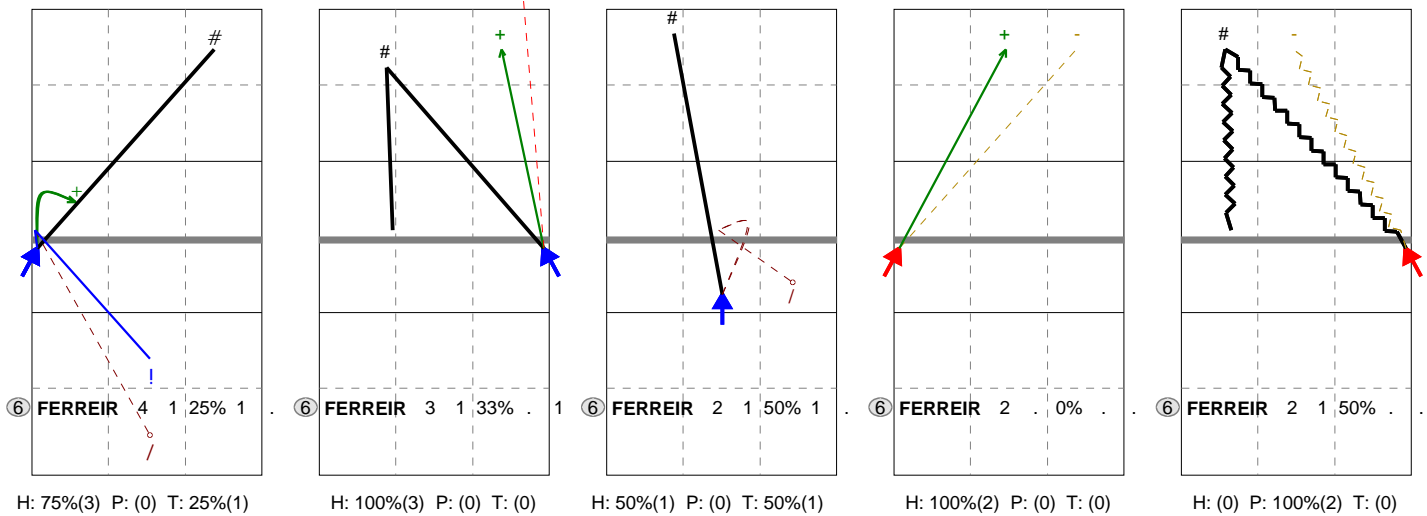 # # + # + - # -
+
!
/
/
6 FERREIR 4 1 25% 1 . 6 FERREIR 3 1 33% . 1 6 FERREIR 2 1 50% 1 . 6 FERREIR 2 . 0% . . 6 FERREIR 2 1 50% . .
H: 75%(3) P: (0) T: 25%(1) H: 100%(3) P: (0) T: (0) H: 50%(1) P: (0) T: 50%(1) H: 100%(2) P: (0) T: (0) H: (0) P: 100%(2) T: (0)